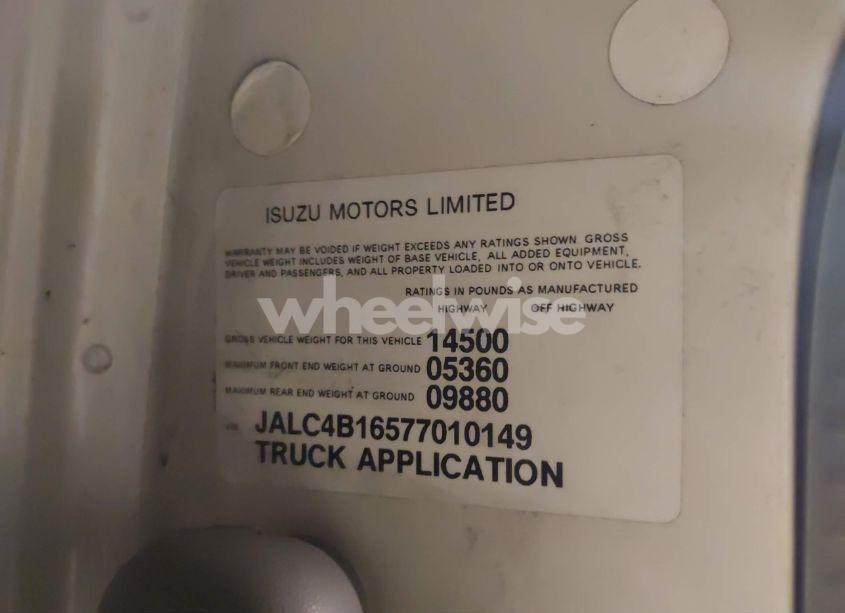 ISUZU MOTORS LIMITED
WARRANTY MAY BE VOIDED IF WEIGHT EXCEEDS ANY RATINGS SHOWN GROSS
VEHICLE WEIGHT INCLUDES WEIGHT OF BASE VEHICLE, ALL ADDED EQUIPMENT,
DRIVER AND PASSENGERS, AND ALL PROPERTY LOADED INTO OR ONTO VEHICLE.
RATINGS IN POUNDS AS MANUFACTURED
HIGHWAY OFF HIGHWAY
wheelwise
GROSS VEHICLE WEIGHT FOR THIS VEHICLE 14500
MAXIMUM FRONT END WEIGHT AT GROUND 05360
MAXIMUM REAR END WEIGHT AT GROUND 09880
VIN JALC4B16577010149
TRUCK APPLICATION